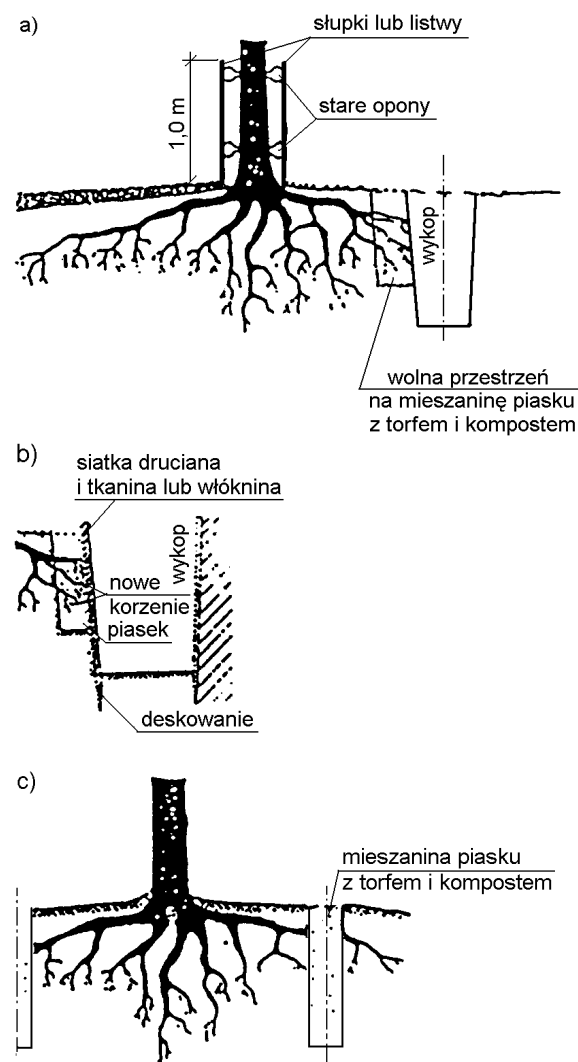 a)
słupki lub listwy
stare opony
1,0 m
wykop
wolna przestrzeń
na mieszaninę piasku
z torfem i kompostem
b)
siatka druciana
i tkanina lub włóknina
wykop
nowe
korzenie
piasek
deskowanie
c)
mieszanina piasku
z torfem i kompostem